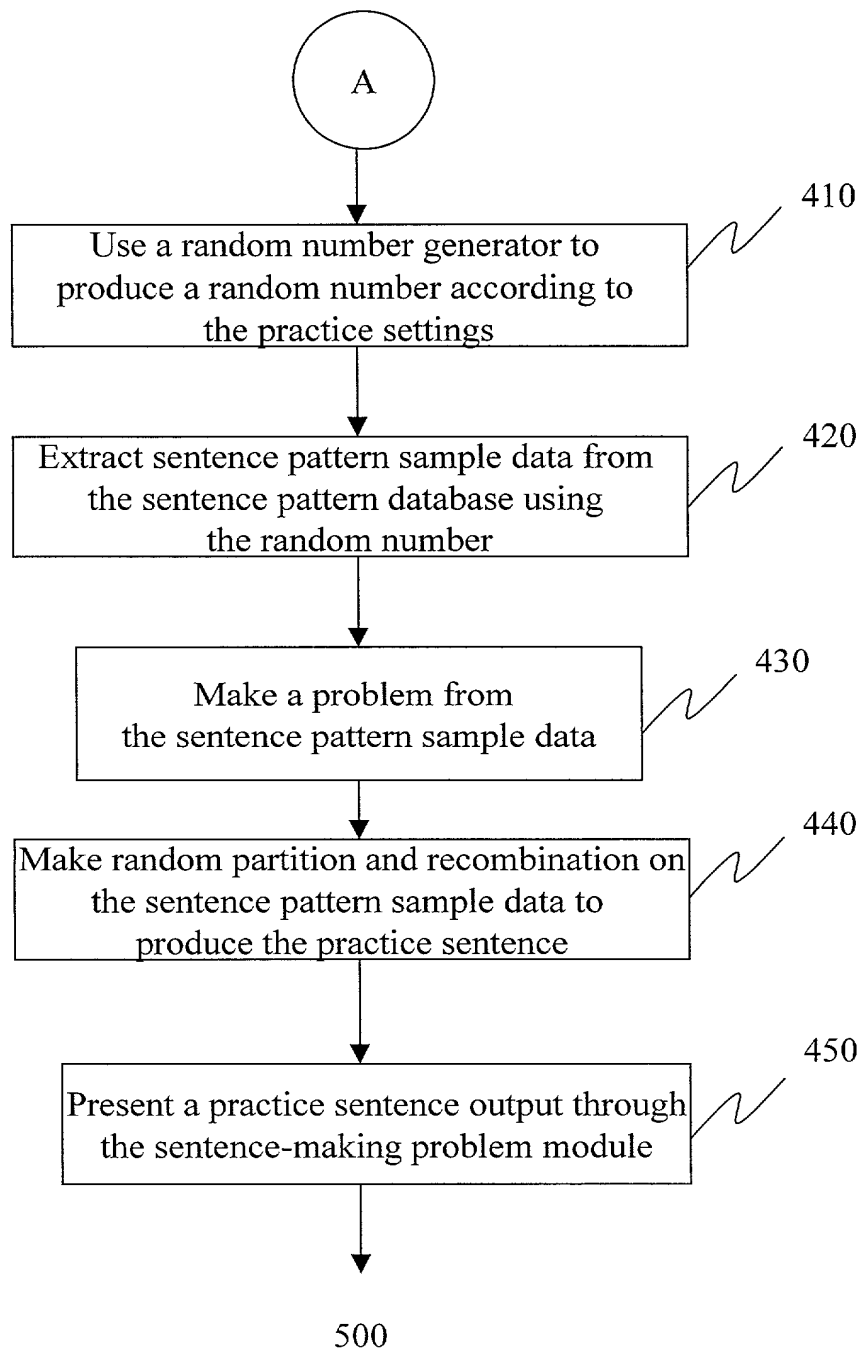 A
410
Use a random number generator to
produce a random number according to
the practice settings
420
Extract sentence pattern sample data from
the sentence pattern database using
the random number
430
Make a problem from
the sentence pattern sample data
440
Make random partition and recombination on
the sentence pattern sample data to
produce the practice sentence
450
Present a practice sentence output through
the sentence-making problem module
500